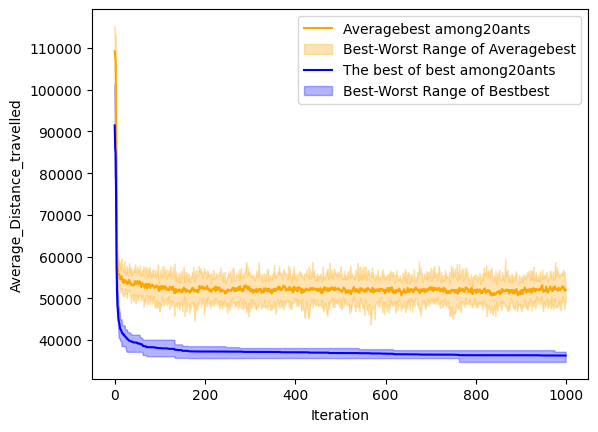 Averagebest among20ants
Best-Worst Range of Averagebest
The best of best among20ants
Best-Worst Range of Bestbest
Average_Distance_travelled
110000
100000
90000
80000
70000
60000
50000
40000
0 200 400 600 800 1000
Iteration